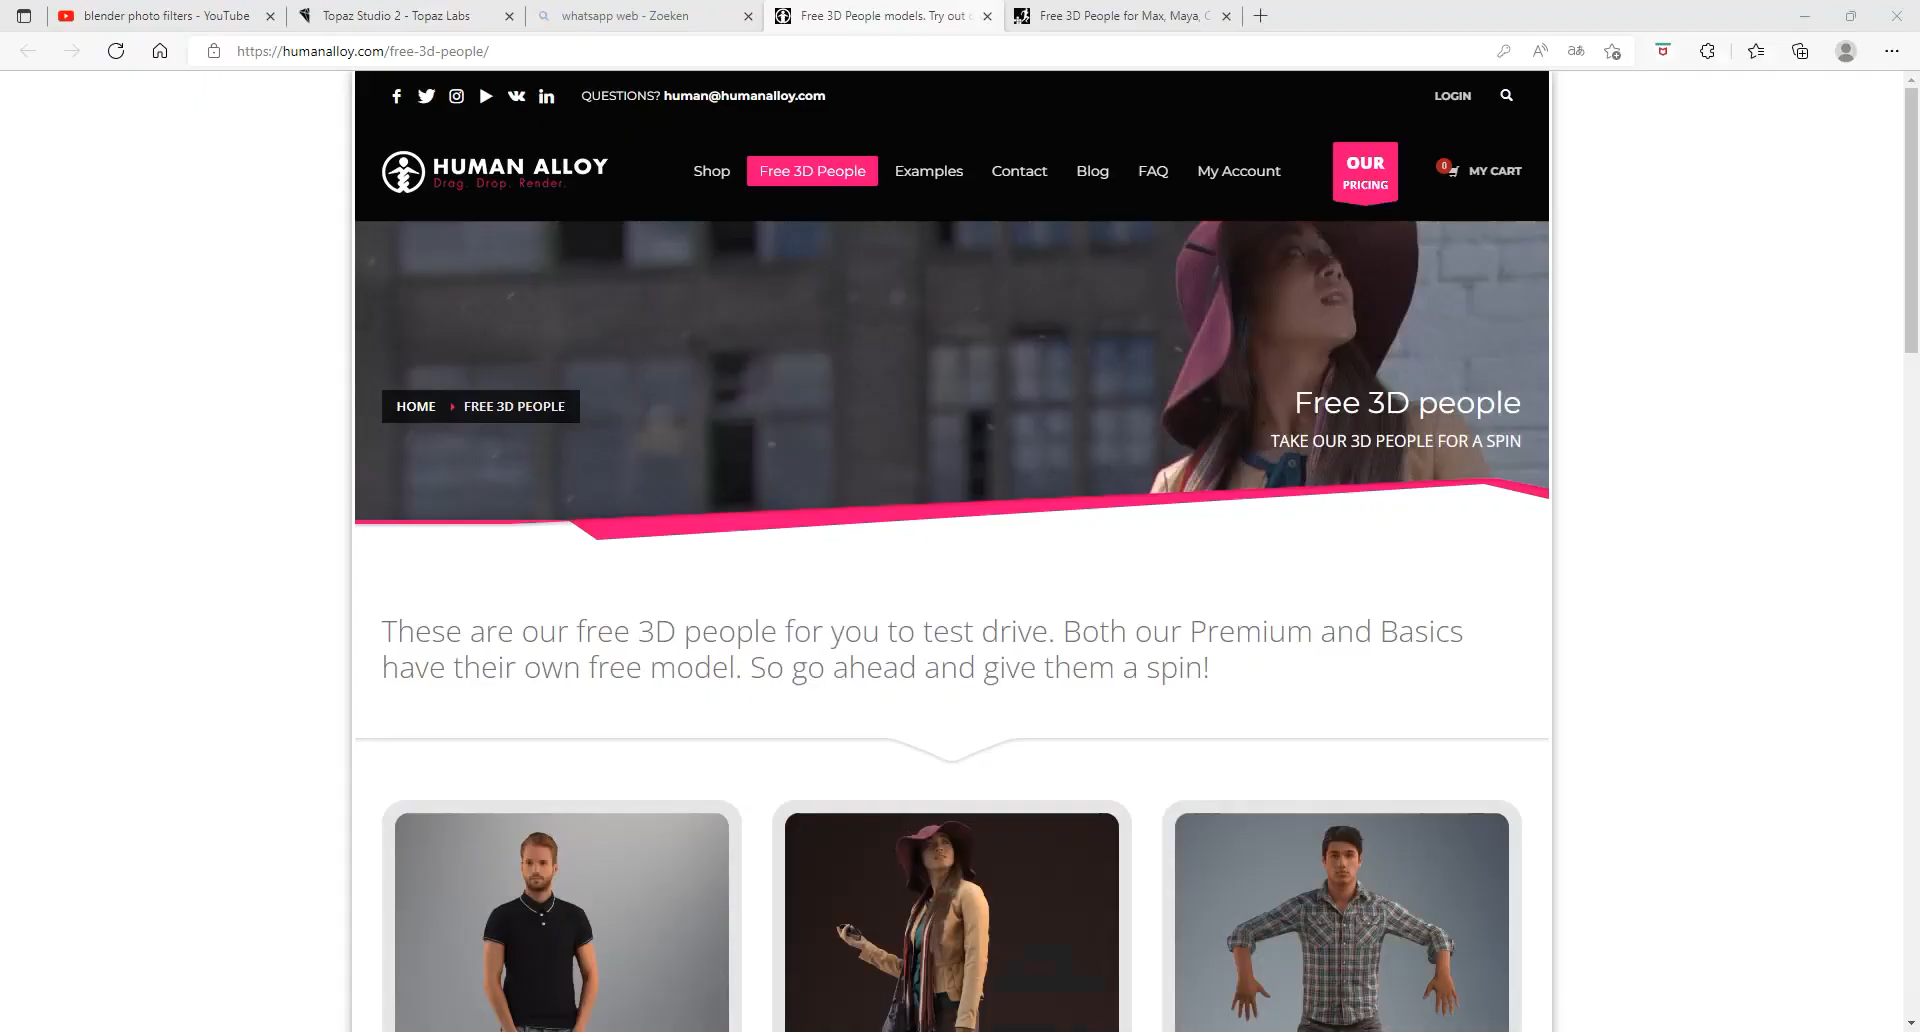 blender photo filters - YouTube
Topaz Studio 2 - Topaz Labs
whatsapp web - Zoeken
Free 3D People models. Try out
Free 3D People for Max, Maya, C
https://humanalloy.com/free-3d-people/
QUESTIONS? human@humanalloy.com
LOGIN
HUMAN ALLOY
Drag. Drop. Render.
Shop
Free 3D People
Examples
Contact
Blog
FAQ
My Account
OUR
PRICING
0
MY CART
HOME
FREE 3D PEOPLE
Free 3D people
TAKE OUR 3D PEOPLE FOR A SPIN
These are our free 3D people for you to test drive. Both our Premium and Basics
have their own free model. So go ahead and give them a spin!